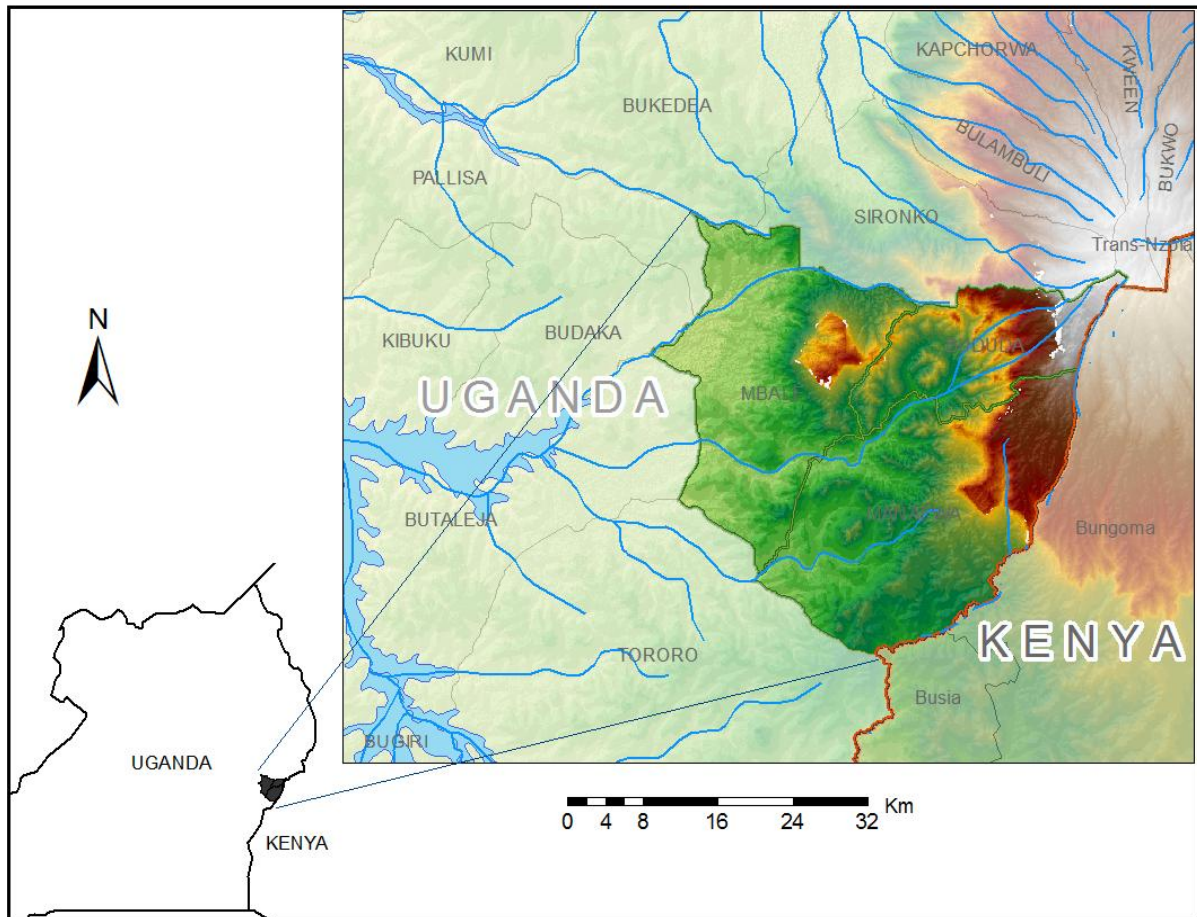 KUMI
KAPCHORWA
KWEEN
BUKEDEA
BULAMBULI
BUKWO
PALLISA
SIRONKO
Trans-Nzoia
N
KIBUKU
BUDAKA
UGANDA
MBALE
BUTALEJA
Bungoma
KENYA
TORORO
Busia
BUGIRI
UGANDA
KENYA
Km
0 4 8 16 24 32